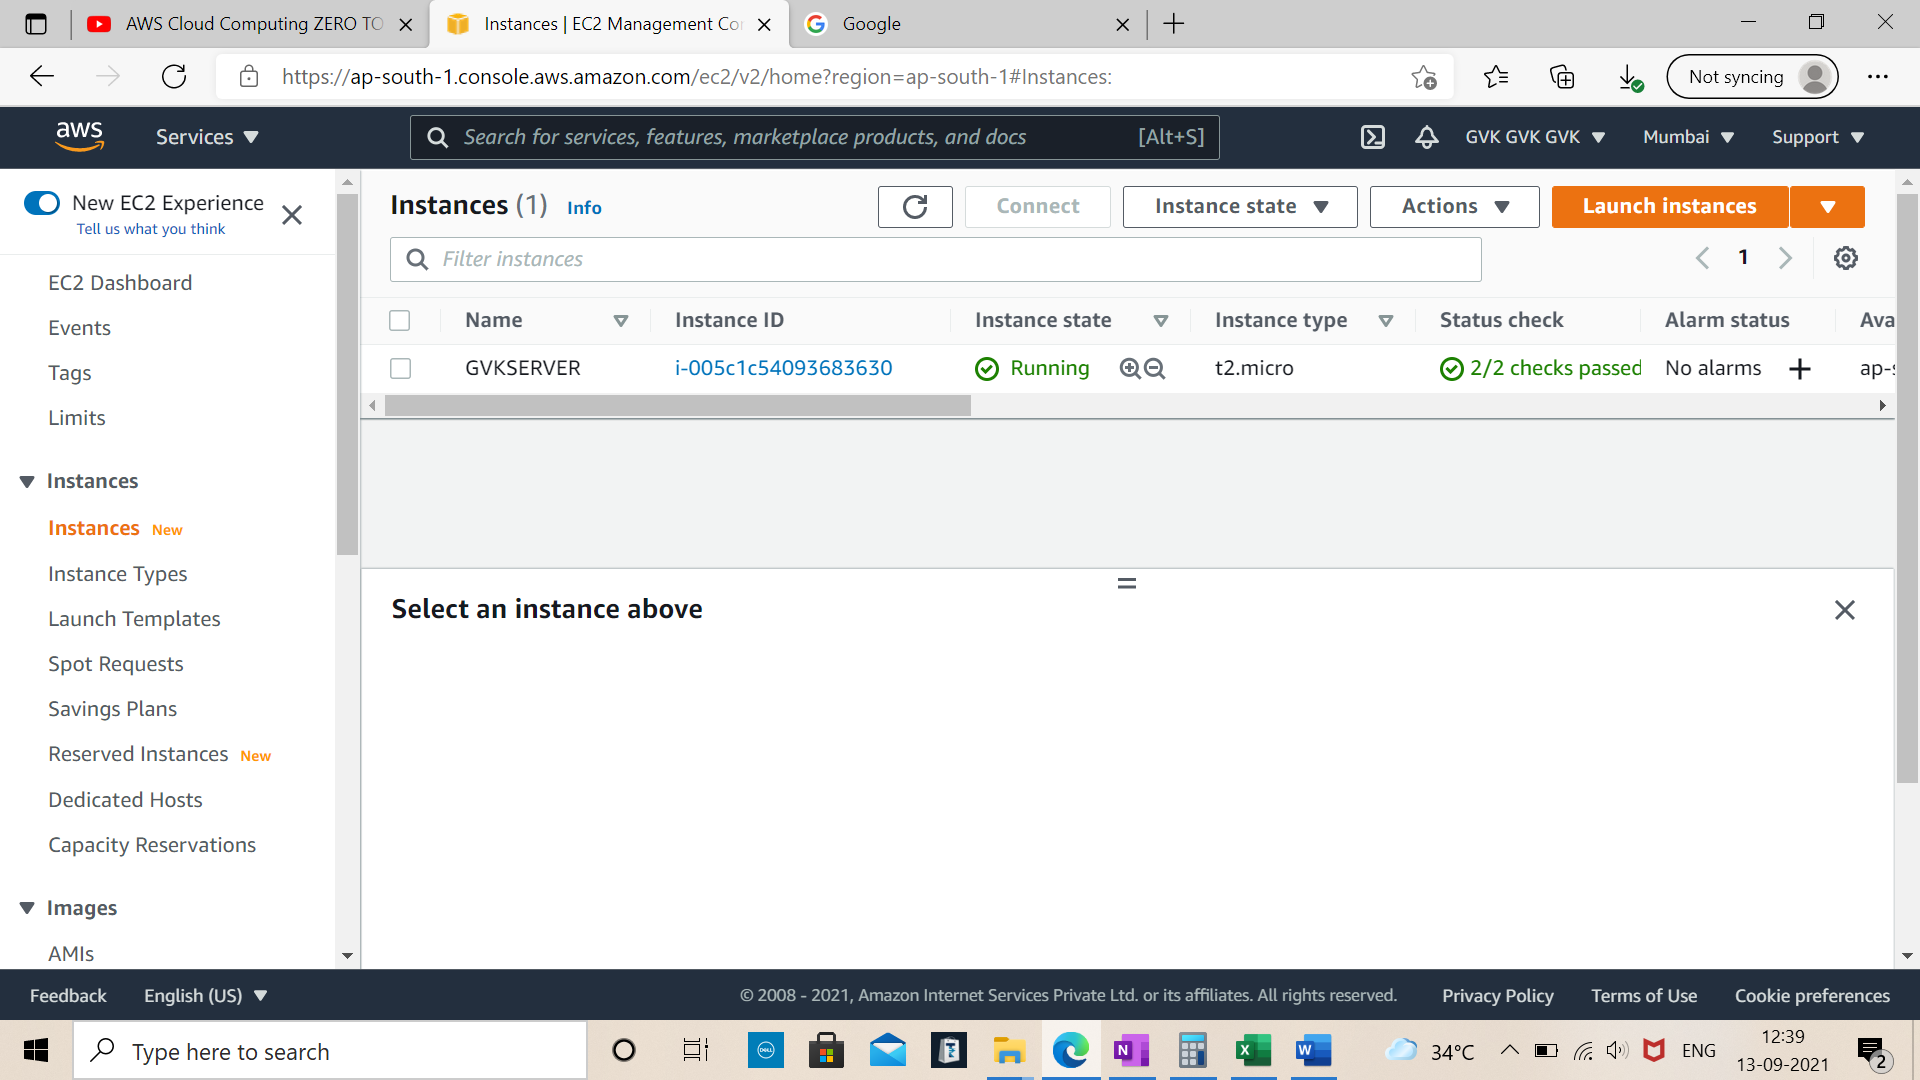 AWS Cloud Computing ZERO TO
Instances | EC2 Management Co
Google
https://ap-south-1.console.aws.amazon.com/ec2/v2/home?region=ap-south-1#Instances:
Not syncing
aws
Services
Search for services, features, marketplace products, and docs
[Alt+S]
GVK GVK GVK
Mumbai
Support
New EC2 Experience
Tell us what you think
EC2 Dashboard
Events
Tags
Limits
Instances
Instances New
Instance Types
Launch Templates
Spot Requests
Savings Plans
Reserved Instances New
Dedicated Hosts
Capacity Reservations
Images
AMIs
Instances (1) Info
Connect
Instance state
Actions
Launch instances
Filter instances
1
Name Instance ID Instance state Instance type Status check Alarm status Ava
GVKSERVER i-005c1c54093683630 Running t2.micro 2/2 checks passed No alarms ap-s
Select an instance above
Feedback
English (US)
© 2008 - 2021, Amazon Internet Services Private Ltd. or its affiliates. All rights reserved.
Privacy Policy
Terms of Use
Cookie preferences
Type here to search
DELL
N
X
W
34°C
ENG
12:39
13-09-2021
2